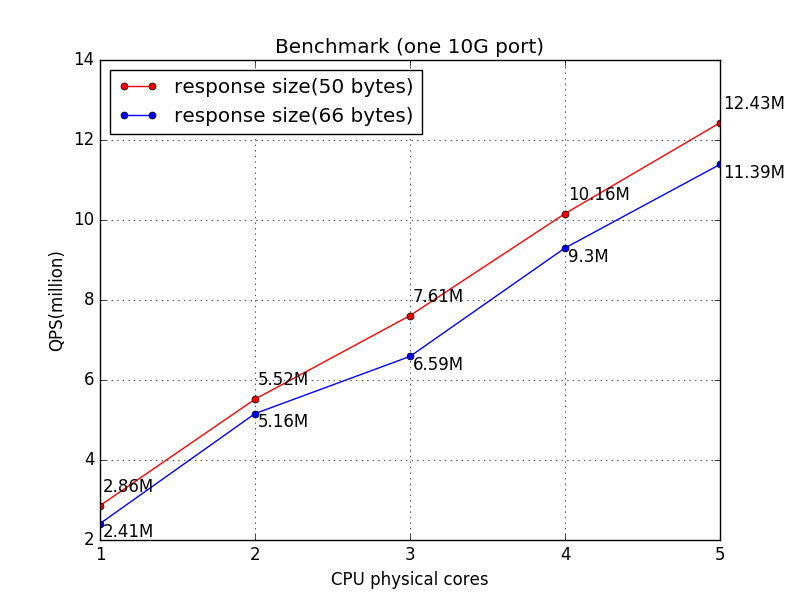 Benchmark (one 10G port)
response size(50 bytes)
response size(66 bytes)
14
12
10
8
6
4
2
QPS(million)
12.43M
11.39M
10.16M
9.3M
7.61M
6.59M
5.52M
5.16M
2.86M
2.41M
1 2 3 4 5
CPU physical cores